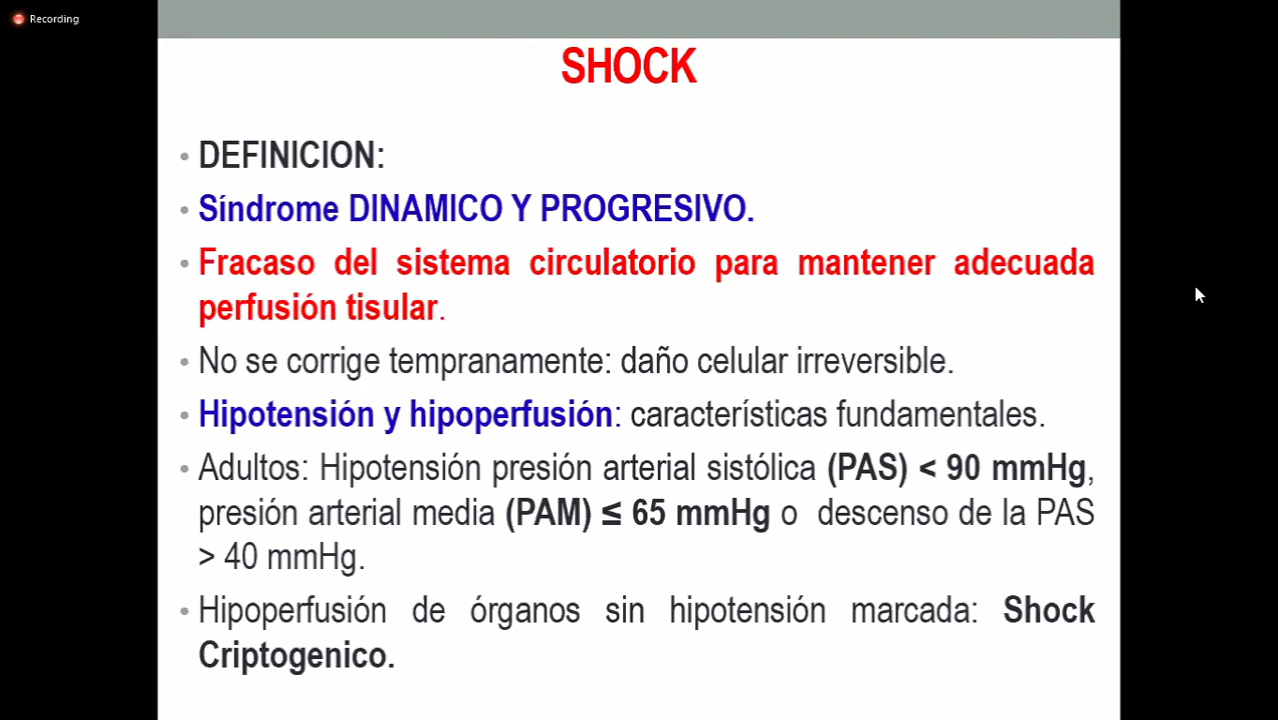 Recording
SHOCK
• DEFINICION:
• Síndrome DINAMICO Y PROGRESIVO.
• Fracaso del sistema circulatorio para mantener adecuada
perfusión tisular.
• No se corrige tempranamente: daño celular irreversible.
• Hipotensión y hipoperfusión: características fundamentales.
• Adultos: Hipotensión presión arterial sistólica (PAS) < 90 mmHg,
presión arterial media (PAM) ≤ 65 mmHg o descenso de la PAS
> 40 mmHg.
• Hipoperfusión de órganos sin hipotensión marcada: Shock
Criptogenico.